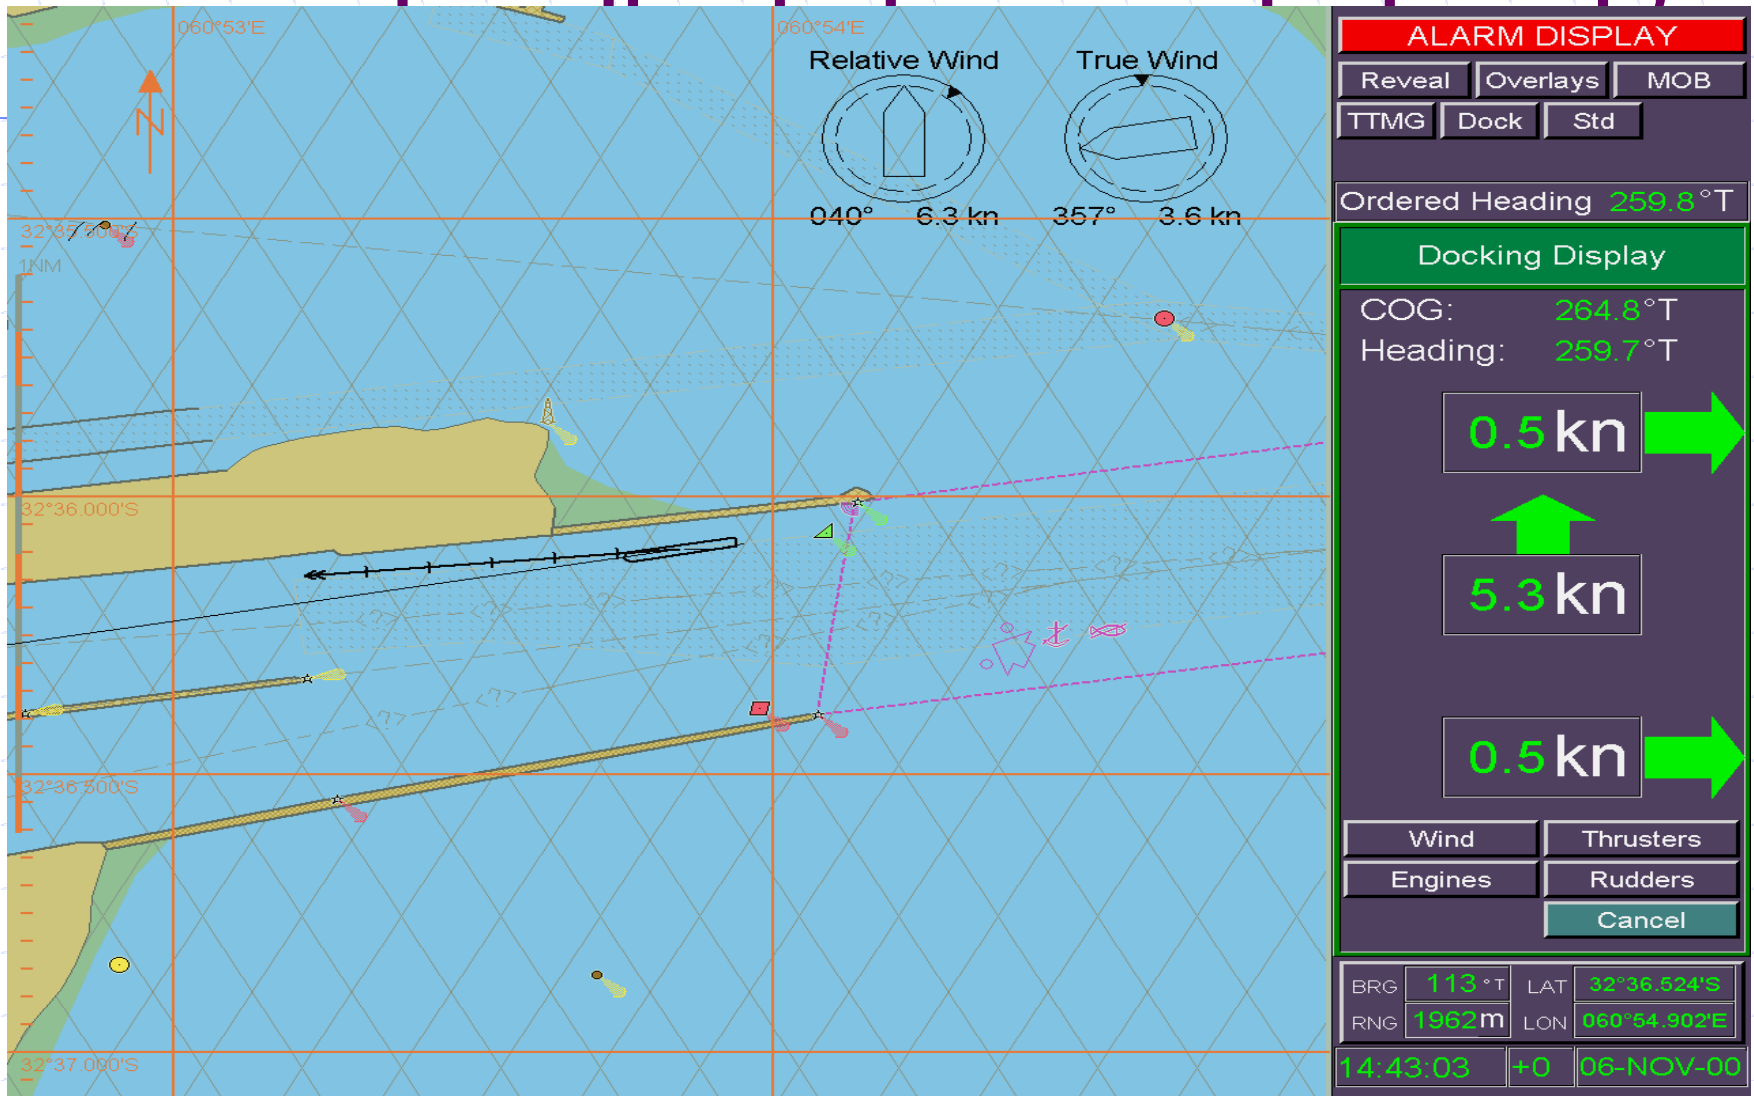 060°53'E
060°54'E
Relative Wind
True Wind
040° 6.3 kn
357° 3.6 kn
N
32°35.500'S
1NM
32°36.000'S
<?>
<?>
<?>
<?>
<?>
<?>
<?>
<?>
<?>
<?>
32°36.500'S
32°37.000'S
ALARM DISPLAY
Reveal Overlays MOB
TTMG Dock Std
Ordered Heading 259.8°T
Docking Display
COG: 264.8°T
Heading: 259.7°T
0.5 kn
5.3 kn
0.5 kn
Wind Thrusters
Engines Rudders
Cancel
BRG 113°T LAT 32°36.524'S
RNG 1962m LON 060°54.902'E
14:43:03 +0 06-NOV-00